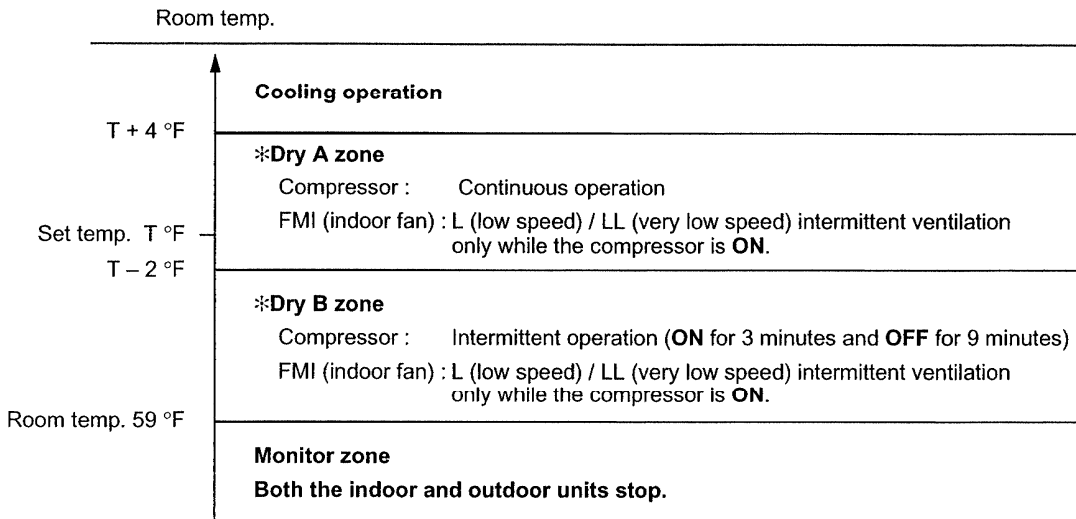 Room temp.
Cooling operation
T + 4 °F
✻Dry A zone
Compressor : Continuous operation
FMI (indoor fan) : L (low speed) / LL (very low speed) intermittent ventilation
only while the compressor is ON.
Set temp. T °F
T – 2 °F
✻Dry B zone
Compressor : Intermittent operation (ON for 3 minutes and OFF for 9 minutes)
FMI (indoor fan) : L (low speed) / LL (very low speed) intermittent ventilation
only while the compressor is ON.
Room temp. 59 °F
Monitor zone
Both the indoor and outdoor units stop.